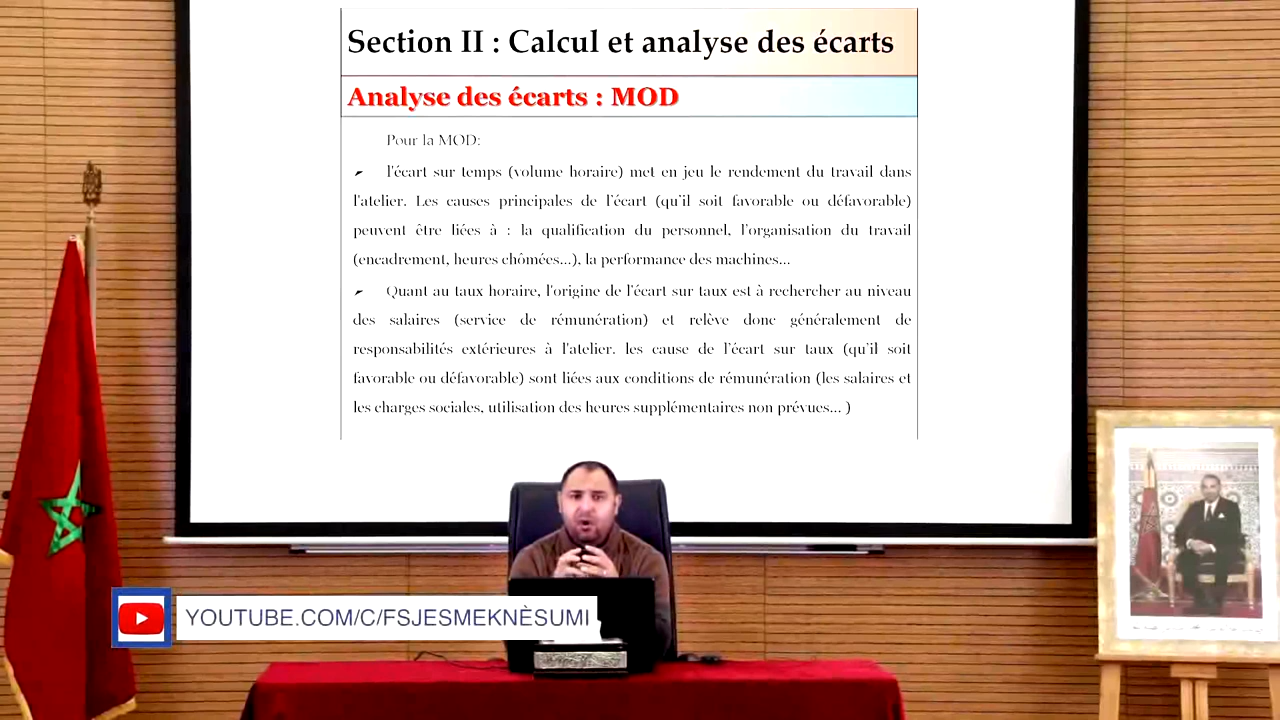 Section II : Calcul et analyse des écarts
Analyse des écarts : MOD
Pour la MOD:
l'écart sur temps (volume horaire) met en jeu le rendement du travail dans
l'atelier. Les causes principales de l'écart (qu'il soit favorable ou défavorable)
peuvent être liées à : la qualification du personnel, l'organisation du travail
(encadrement, heures chômées...), la performance des machines...
Quant au taux horaire, l'origine de l'écart sur taux est à rechercher au niveau
des salaires (service de rémunération) et relève donc généralement de
responsabilités extérieures à l'atelier. les cause de l'écart sur taux (qu'il soit
favorable ou défavorable) sont liées aux conditions de rémunération (les salaires et
les charges sociales, utilisation des heures supplémentaires non prévues... )
YOUTUBE.COM/C/FSJESMEKNÈSUMI